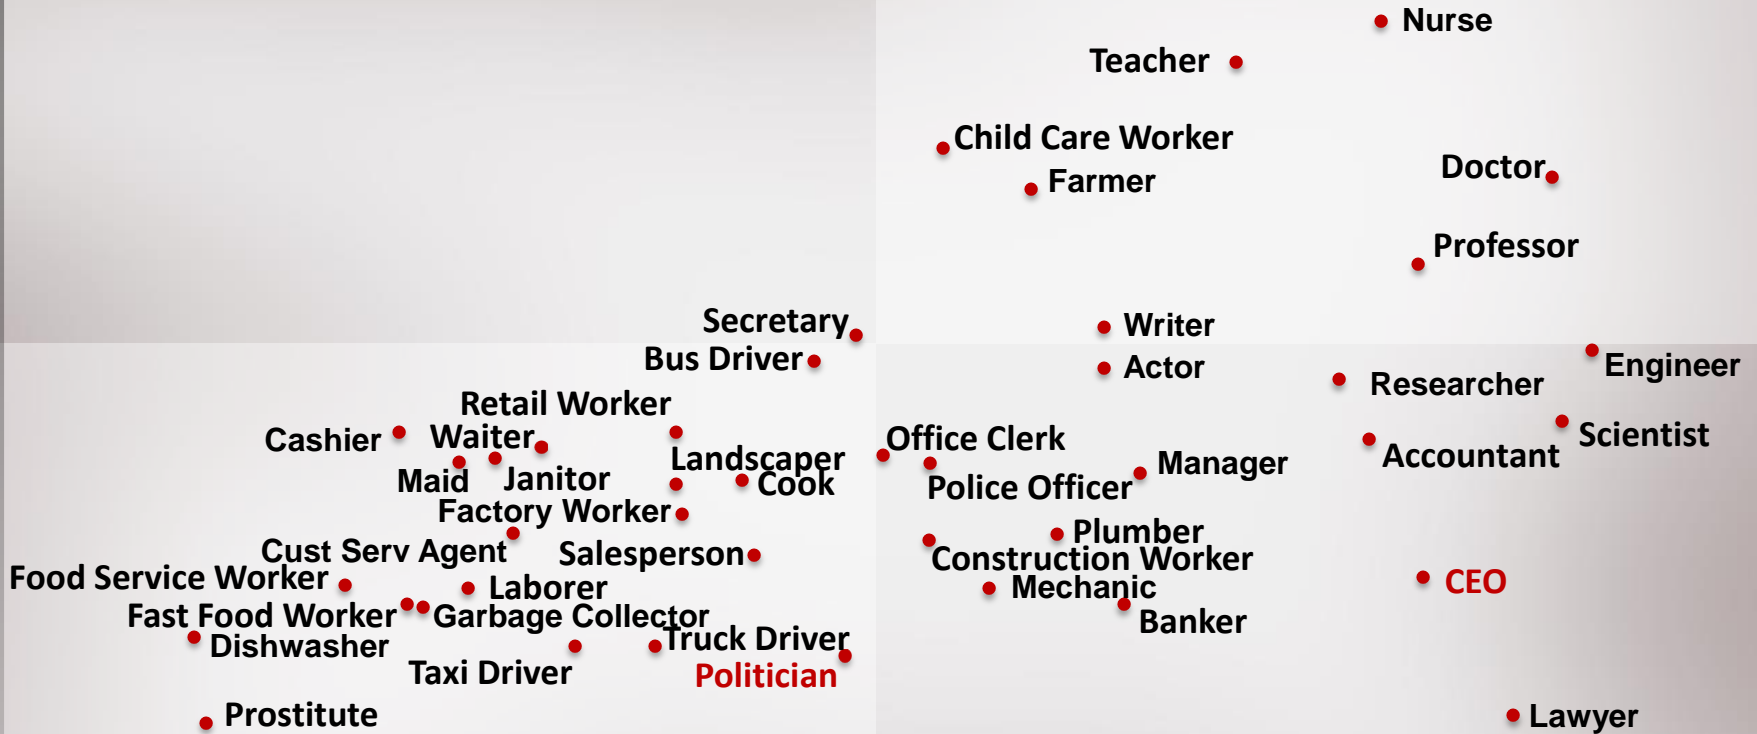 Nurse
Teacher
Child Care Worker
Doctor
Farmer
Professor
Secretary
Writer
Bus Driver
Actor
Engineer
Researcher
Retail Worker
Cashier
Waiter
Office Clerk
Scientist
Landscaper
Accountant
Manager
Maid
Janitor
Cook
Police Officer
Factory Worker
Plumber
Cust Serv Agent
Salesperson
Construction Worker
Food Service Worker
CEO
Laborer
Mechanic
Fast Food Worker
Garbage Collector
Banker
Truck Driver
Dishwasher
Taxi Driver
Politician
Prostitute
Lawyer